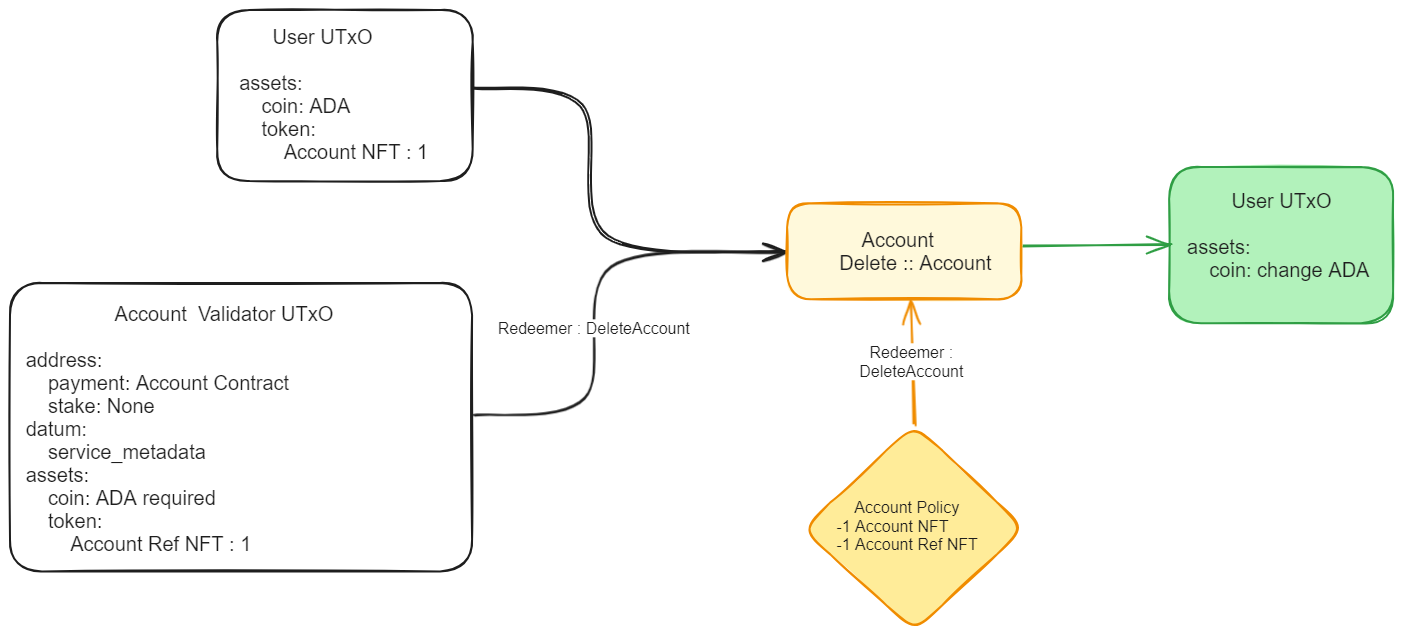 User UTxO
assets:
coin: ADA
token:
Account NFT : 1
Account Validator UTxO
address:
payment: Account Contract
stake: None
datum:
service_metadata
assets:
coin: ADA required
token:
Account Ref NFT : 1
Redeemer : DeleteAccount
Account
Delete :: Account
Redeemer :
DeleteAccount
Account Policy
-1 Account NFT
-1 Account Ref NFT
User UTxO
assets:
coin: change ADA